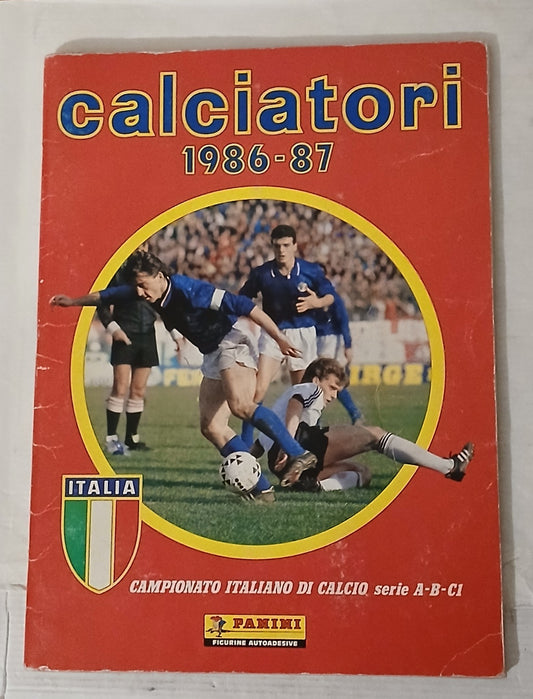 calciatori
1986-87
ITALIA
CAMPIONATO ITALIANO DI CALCIO serie A-B-C1
PANINI
FIGURINE AUTOADESIVE